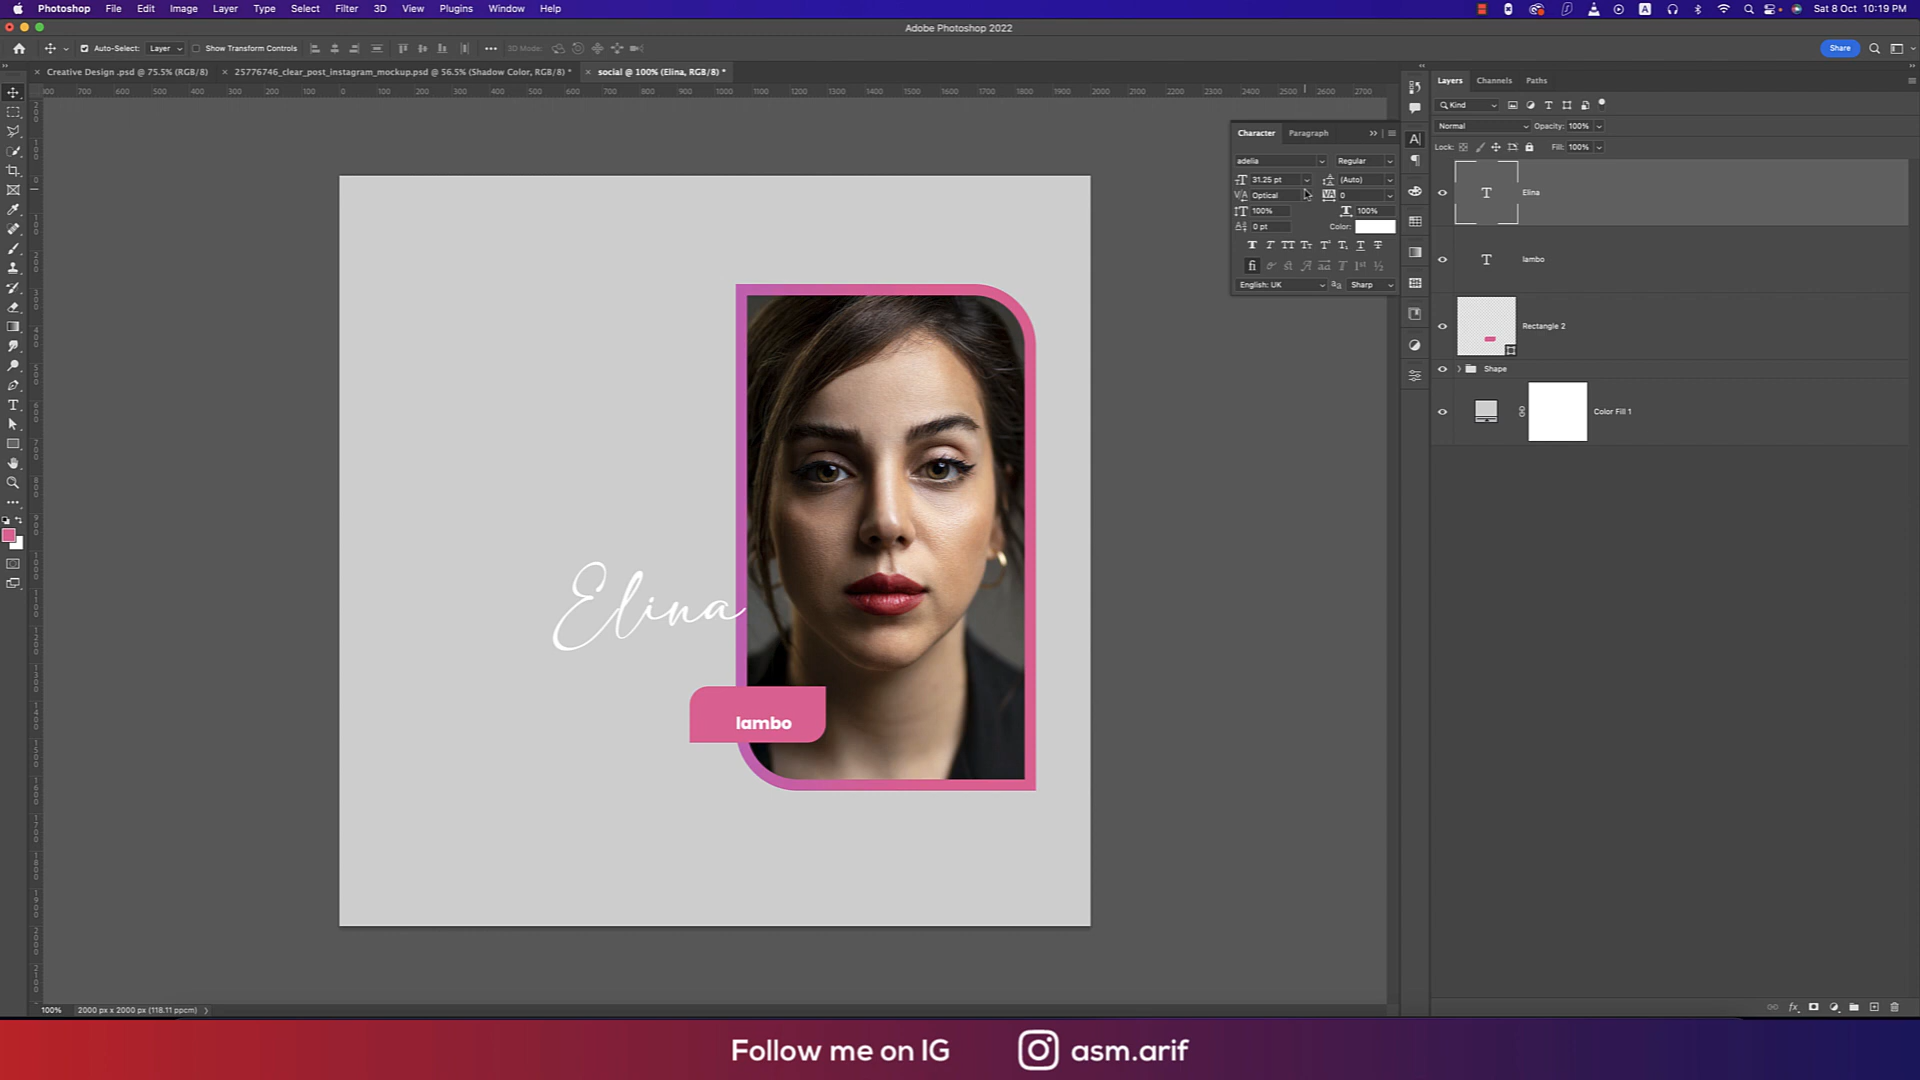 Photoshop File Edit Image Layer Type Select Filter 3D View Plugins Window Help Sat 8 Oct 10:19 PM
Adobe Photoshop 2022
Auto-Select: Layer Show Transform Controls 3D Mode: Share
Creative Design .psd @ 75.5% (RGB/8) 25776746_clear_post_instagram_mockup.psd @ 56.5% (Shadow Color, RGB/8) * social @ 100% (Elina, RGB/8) *
Layers Channels Paths
Kind
Normal Opacity: 100%
Lock: Fill: 100%
Character Paragraph
adelia Regular
31.25 pt (Auto)
Optical 0
100% 100%
0 pt Color:
English: UK Sharp
Elina
lambo
Rectangle 2
Shape
Color Fill 1
Elina
lambo
100% 2000 px x 2000 px (118.11 ppcm)
Follow me on IG asm.arif